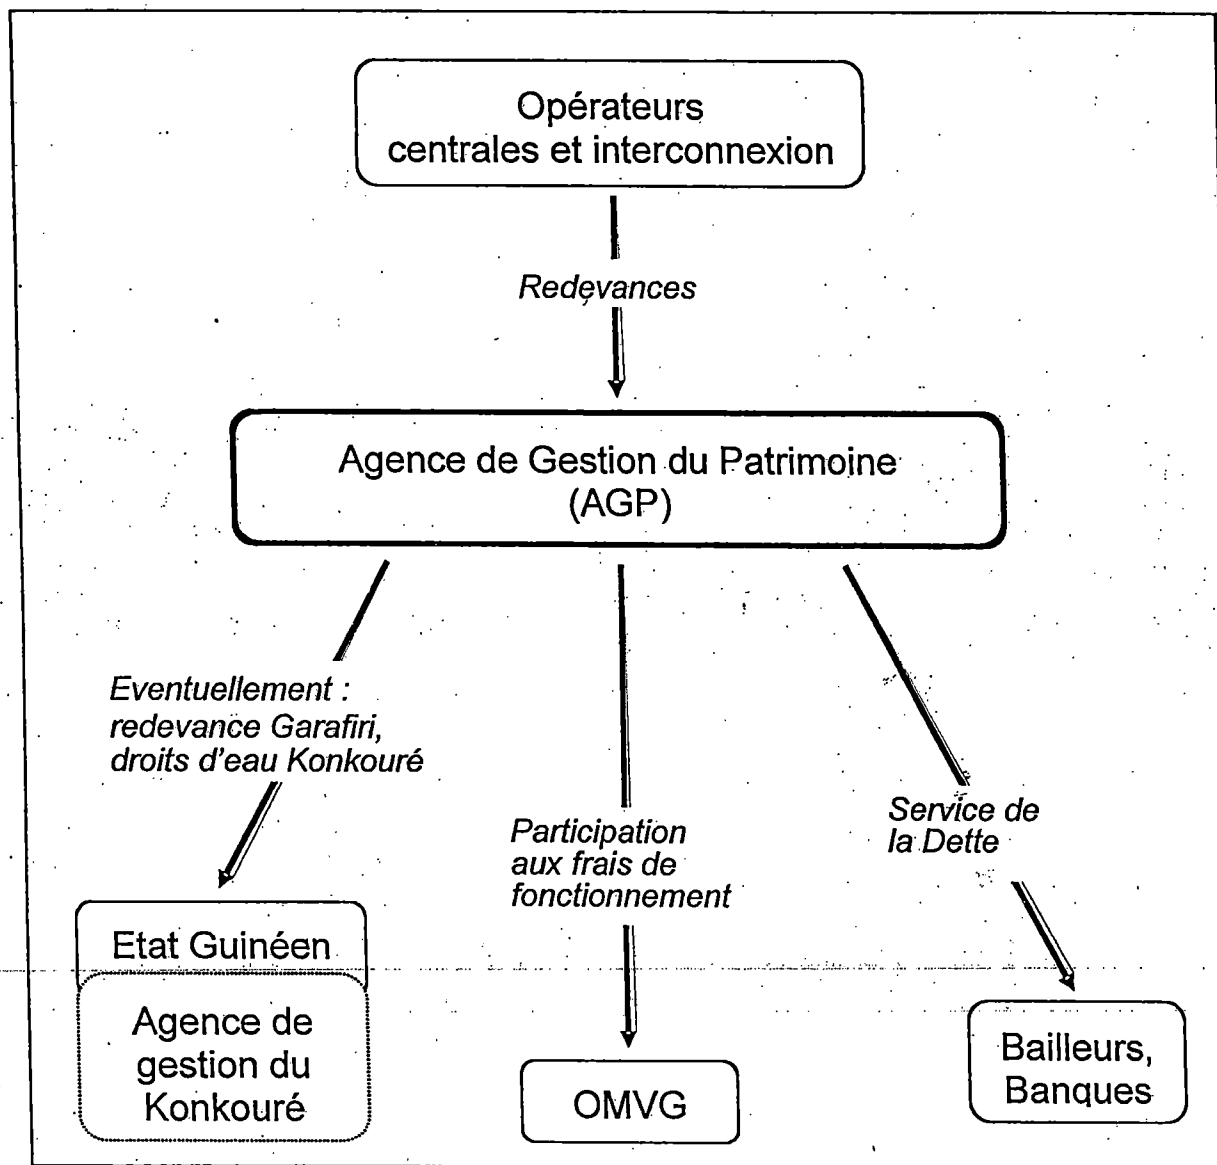 Opérateurs
centrales et interconnexion
Redevances
Agence de Gestion du Patrimoine
(AGP)
Eventuellement :
redevance Garafiri,
droits d'eau Konkouré
Participation
aux frais de
fonctionnement
Service de
la Dette
Etat Guinéen
Agence de
gestion du
Konkouré
OMVG
Bailleurs,
Banques